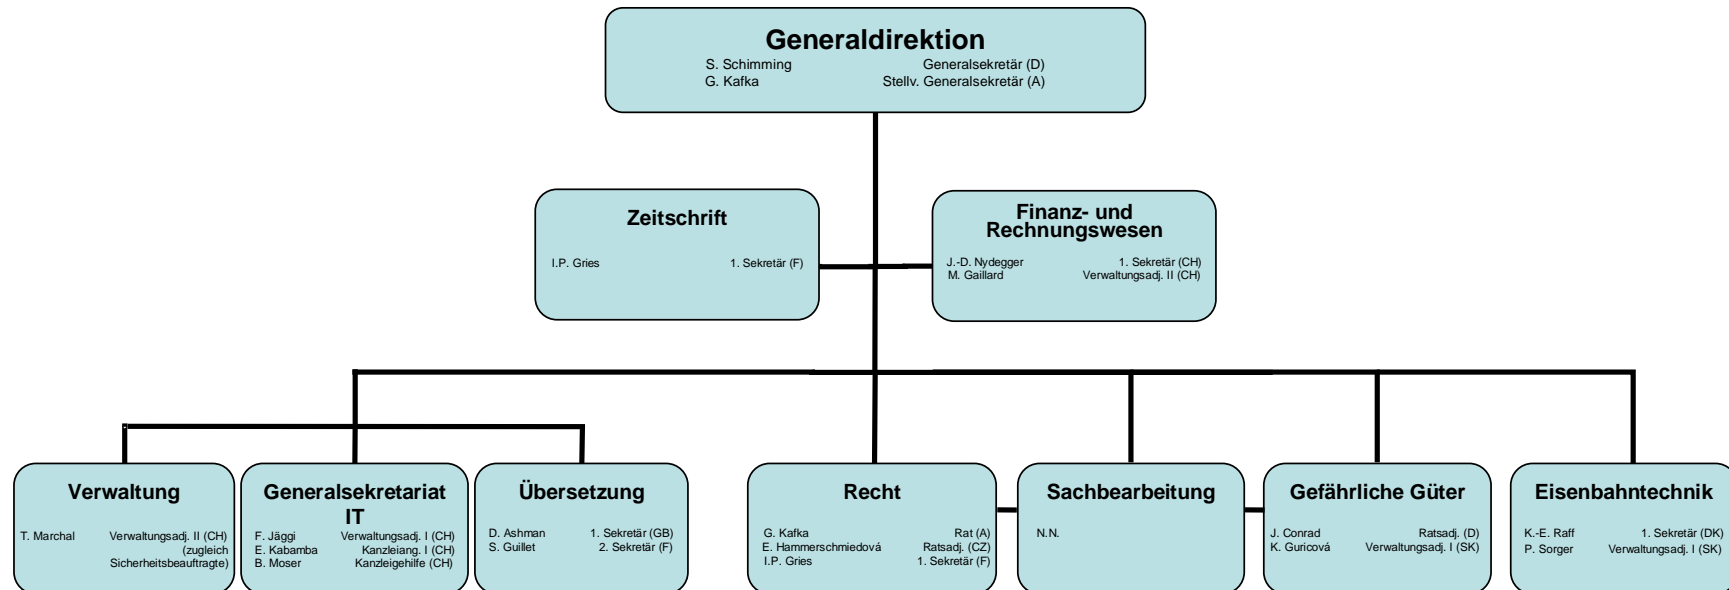 Generaldirektion
S. Schimming Generalsekretär (D)
G. Kafka Stellv. Generalsekretär (A)
Zeitschrift
I.P. Gries 1. Sekretär (F)
Finanz- und
Rechnungswesen
J.-D. Nydegger 1. Sekretär (CH)
M. Gaillard Verwaltungsadj. II (CH)
Verwaltung
T. Marchal Verwaltungsadj. II (CH)
(zugleich
Sicherheitsbeauftragte)
Generalsekretariat
IT
F. Jäggi Verwaltungsadj. I (CH)
E. Kabamba Kanzleiang. I (CH)
B. Moser Kanzleigehilfe (CH)
Übersetzung
D. Ashman 1. Sekretär (GB)
S. Guillet 2. Sekretär (F)
Recht
G. Kafka Rat (A)
E. Hammerschmiedová Ratsadj. (CZ)
I.P. Gries 1. Sekretär (F)
Sachbearbeitung
N.N.
Gefährliche Güter
J. Conrad Ratsadj. (D)
K. Guricová Verwaltungsadj. I (SK)
Eisenbahntechnik
K.-E. Raff 1. Sekretär (DK)
P. Sorger Verwaltungsadj. I (SK)